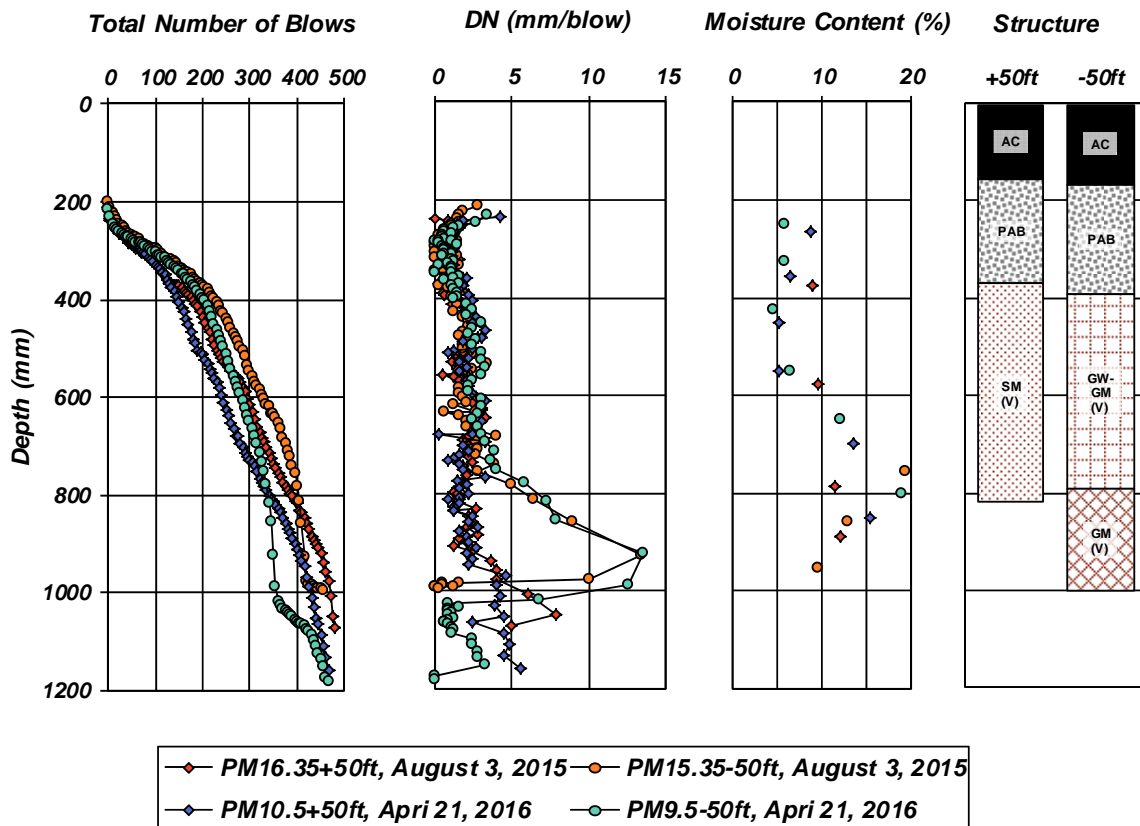 Total Number of Blows DN (mm/blow) Moisture Content (%) Structure
0 100 200 300 400 500 0 5 10 15 0 10 20 +50ft -50ft
0
200
400
600
800
1000
1200
Depth (mm)
AC AC
PAB PAB
SM
(V)
GW-
GM
(V)
GM
(V)
PM16.35+50ft, August 3, 2015 PM15.35-50ft, August 3, 2015
PM10.5+50ft, Apri 21, 2016 PM9.5-50ft, Apri 21, 2016